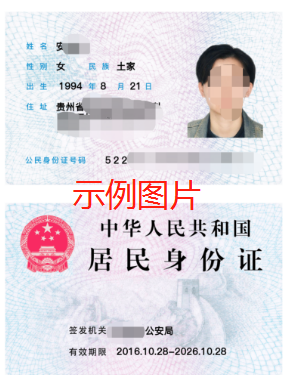 姓名 安
性别 女 民族 土家
出生 1994 年 8 月 21 日
住址 贵州省
公民身份证号码 522
示例图片
中华人民共和国
居民身份证
签发机关 公安局
有效期限 2016.10.28-2026.10.28